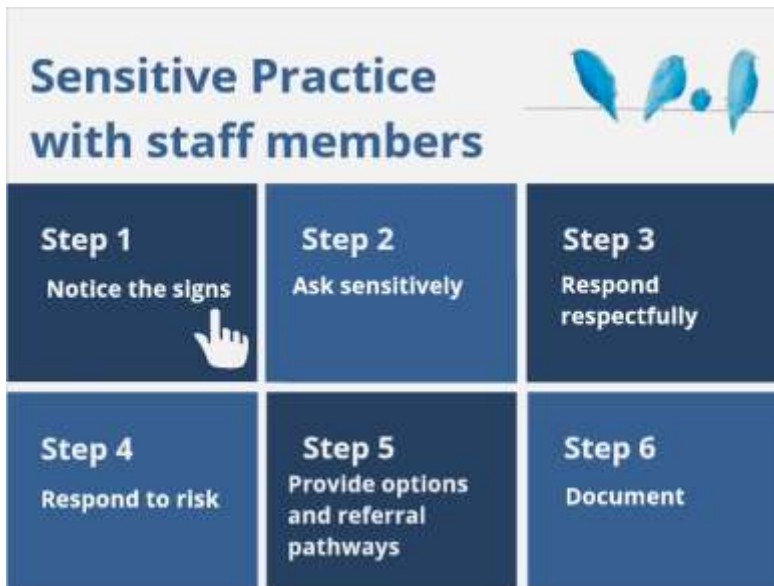 Sensitive Practice
with staff members
Step 1
Notice the signs
Step 2
Ask sensitively
Step 3
Respond
respectfully
Step 4
Respond to risk
Step 5
Provide options
and referral
pathways
Step 6
Document